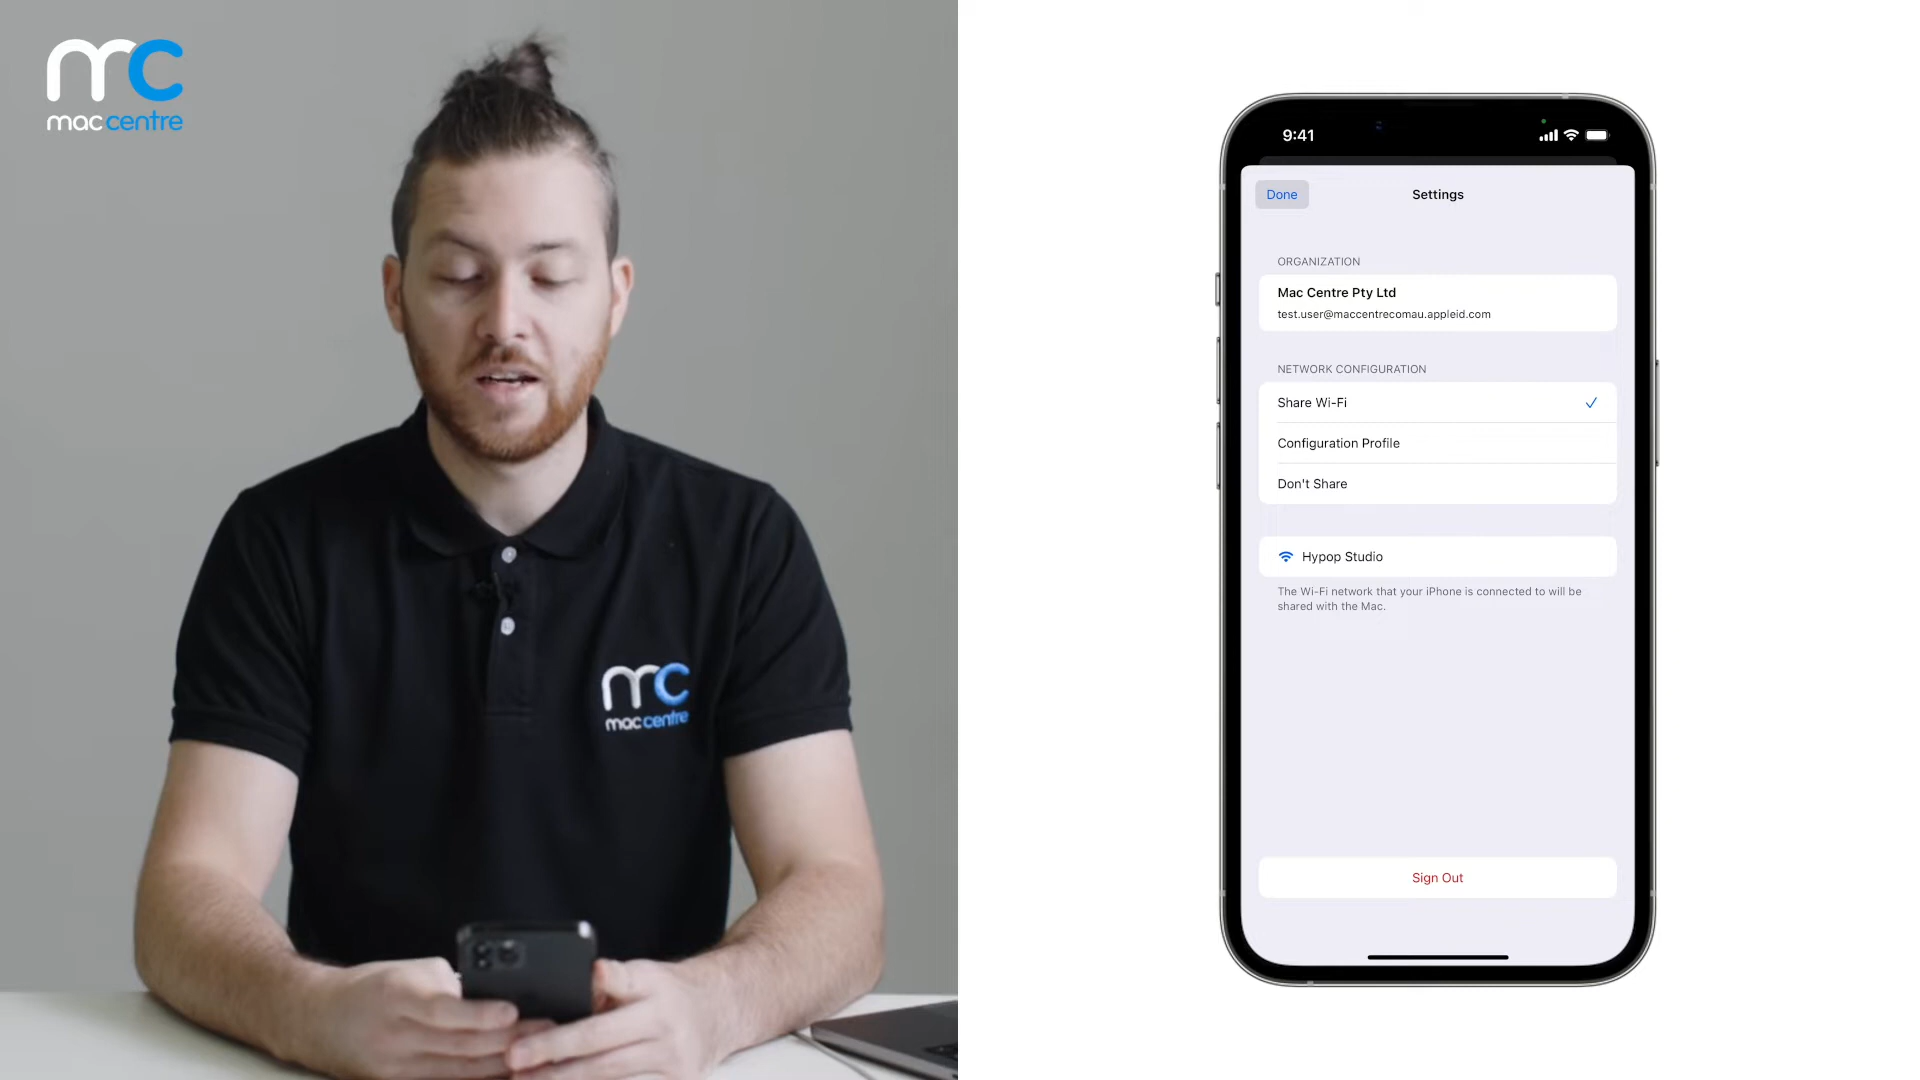 mc
mac centre
mc
mac centre
9:41
Done
Settings
ORGANIZATION
Mac Centre Pty Ltd
test.user@maccentrecomau.appleid.com
NETWORK CONFIGURATION
Share Wi-Fi
Configuration Profile
Don't Share
Hypop Studio
The Wi-Fi network that your iPhone is connected to will be
shared with the Mac.
Sign Out